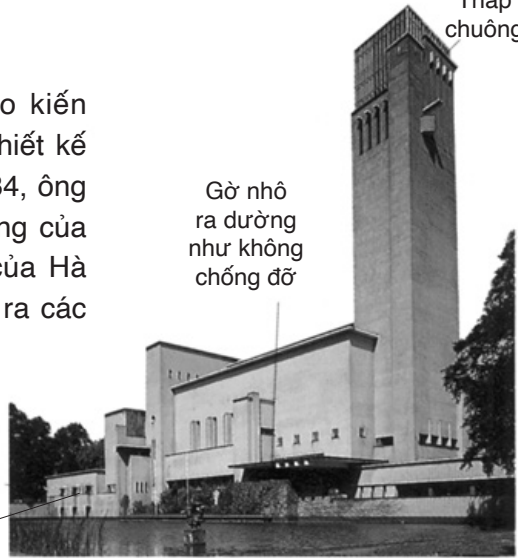 Tháp
chuông
o kiến
hiết kế
34, ông
ng của
của Hà
ra các
Gờ nhô
ra dường
như không
chống đỡ